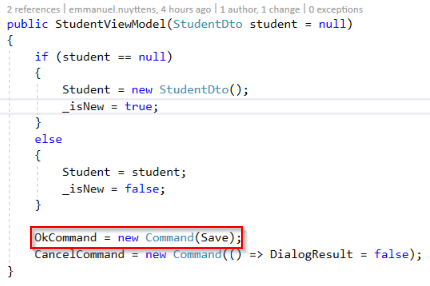 2 references | emmanuel.nuyttens, 4 hours ago | 1 author, 1 change | 0 exceptions
public StudentViewModel(StudentDto student = null)
{
    if (student == null)
    {
        Student = new StudentDto();
        _isNew = true;
    }
    else
    {
        Student = student;
        _isNew = false;
    }
    OkCommand = new Command(Save);
    CancelCommand = new Command(() => DialogResult = false);
}